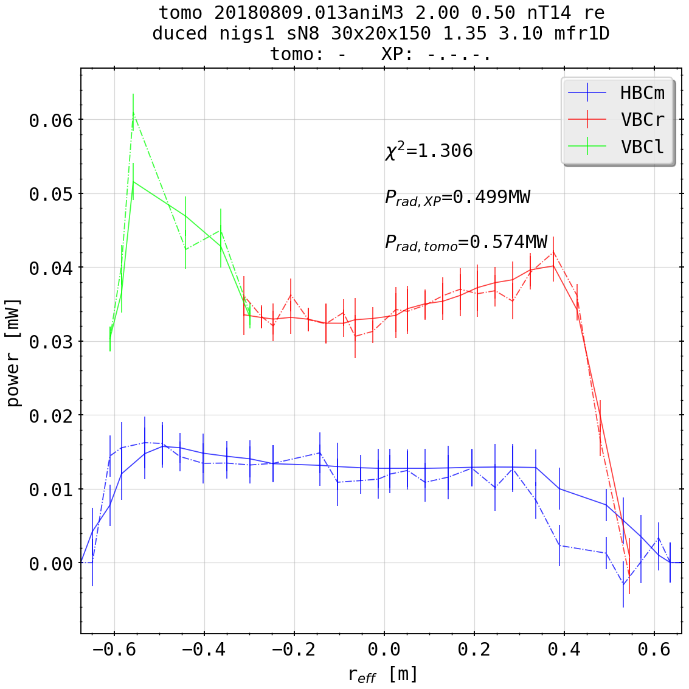 tomo 20180809.013aniM3 2.00 0.50 nT14 re
duced nigs1 sN8 30x20x150 1.35 3.10 mfr1D
tomo: -   XP: -.-.-.
HBCm
VBCr
VBCl
χ²=1.306
P_rad,XP=0.499MW
P_rad,tomo=0.574MW
power [mW]
0.06
0.05
0.04
0.03
0.02
0.01
0.00
−0.6 −0.4 −0.2 0.0 0.2 0.4 0.6
r_eff [m]